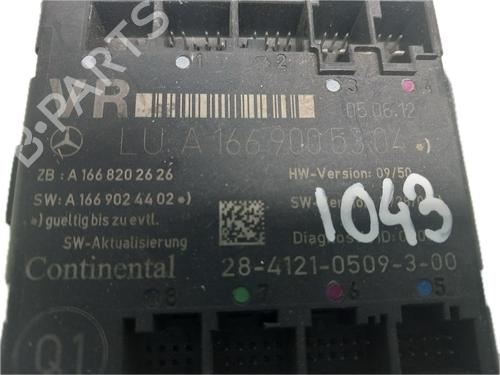 1 2 3 4
VR
05.06.12
LU: A 166 900 53 04 *)
ZB : A 166 820 26 26
HW-Version: 09/50
SW: A 166 902 44 02 *)
*) gueltig bis zu evtl.
SW-Aktualisierung
1043
Continental
28-4121-0509-3-00
8 7 6 5
Q1
B-PARTS